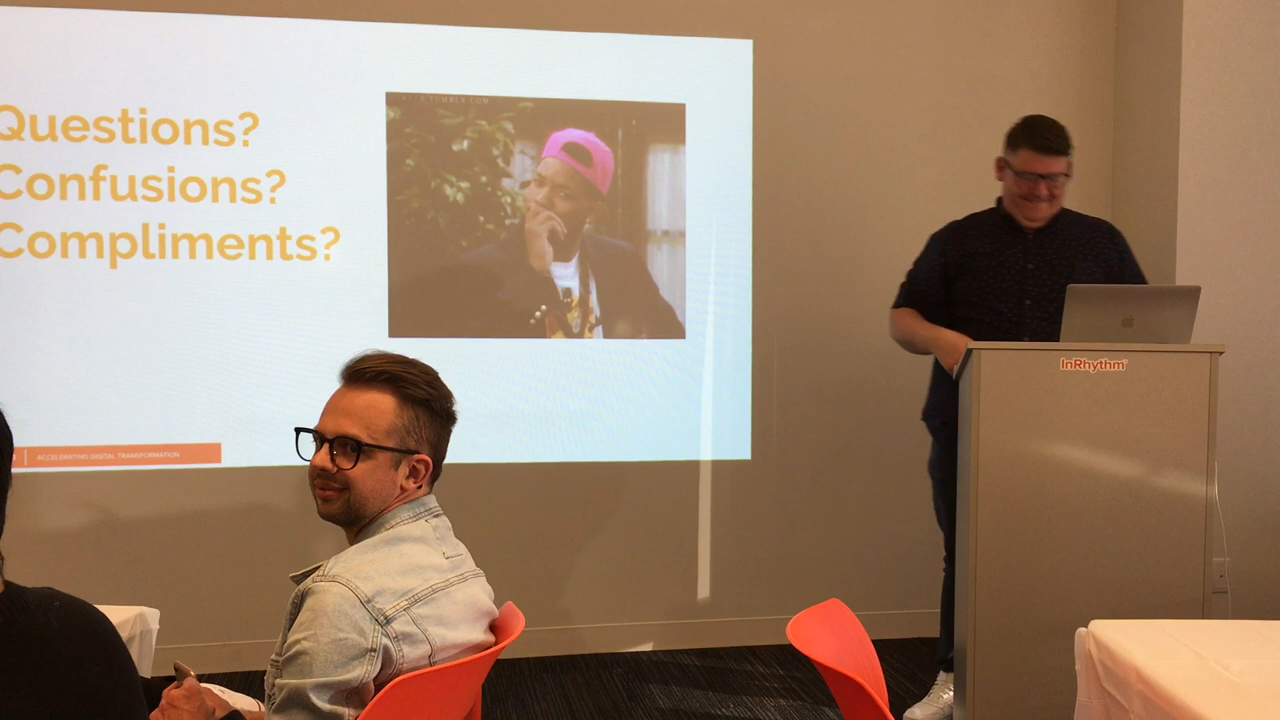 Questions?
Confusions?
Compliments?
ACCELERATING DIGITAL TRANSFORMATION
InRhythm